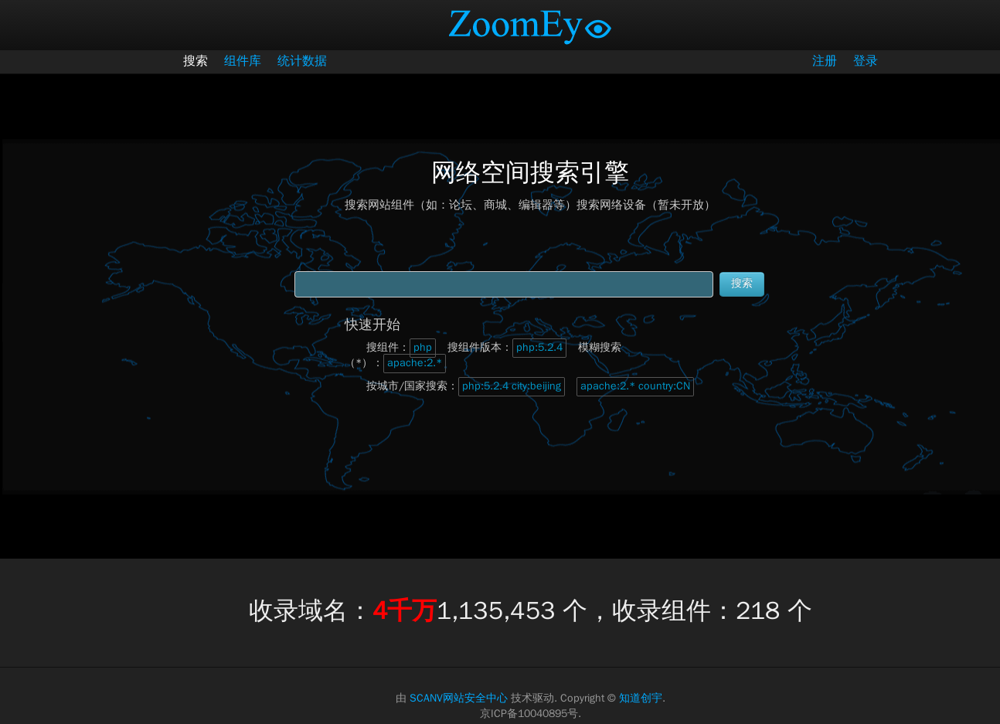 ZoomEy
搜索 组件库 统计数据 注册 登录
网络空间搜索引擎
搜索网站组件（如：论坛、商城、编辑器等）搜索网络设备（暂未开放）
搜索
快速开始
搜组件：php 搜组件版本：php:5.2.4 模糊搜索
（*）：apache:2.*.
按城市/国家搜索：php:5.2.4 city:beijing apache:2.* country:CN
收录域名：4千万1,135,453 个，收录组件：218 个
由 SCANV网站安全中心 技术驱动. Copyright © 知道创宇.
京ICP备10040895号.